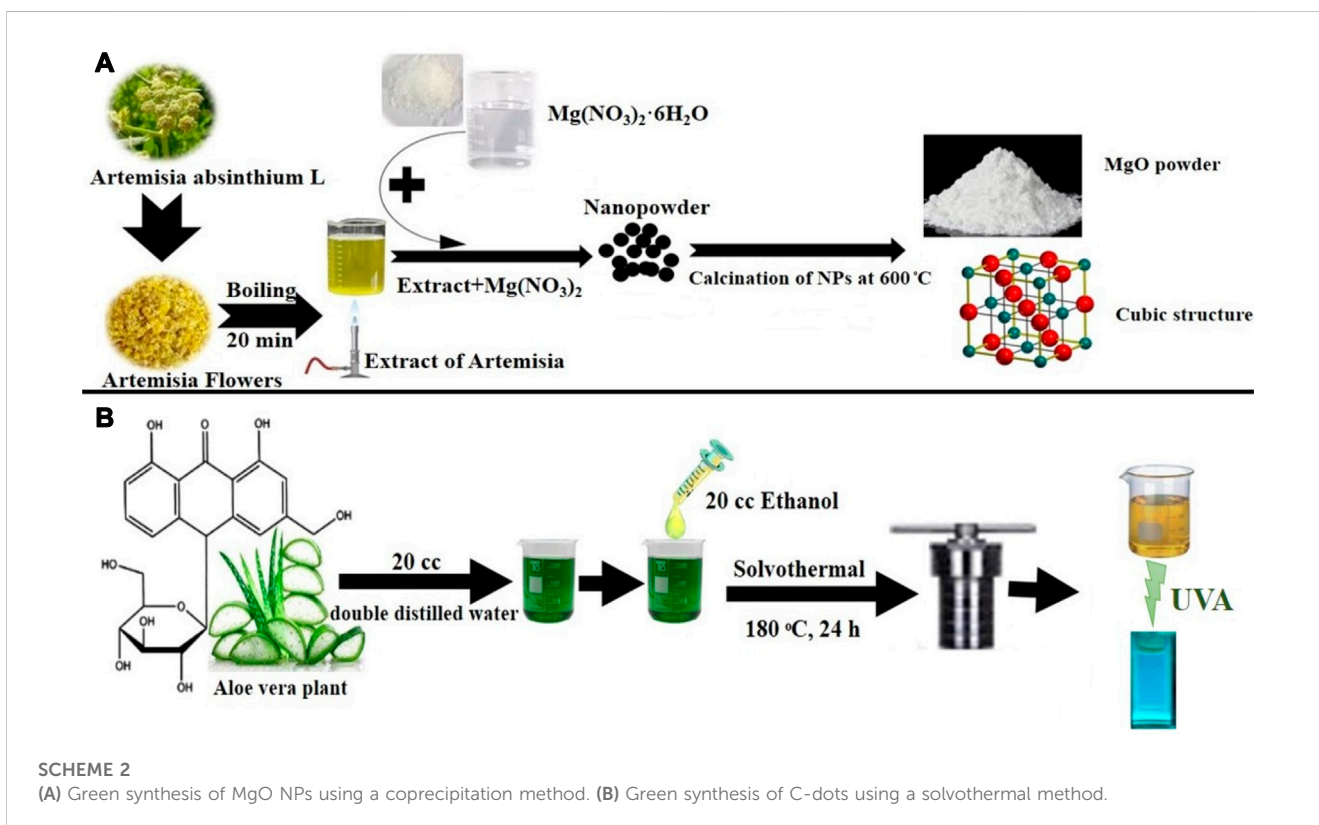 A
Mg(NO₃)₂·6H₂O
Artemisia absinthium L
Boiling
20 min
Artemisia Flowers
Extract of Artemisia
Extract+Mg(NO₃)₂
Nanopowder
Calcination of NPs at 600 °C
MgO powder
Cubic structure
B
OH
O
OH
OH
HO
O
OH
OH
OH
Aloe vera plant
20 cc
double distilled water
20 cc Ethanol
Solvothermal
180 °C, 24 h
UVA
SCHEME 2
(A) Green synthesis of MgO NPs using a coprecipitation method. (B) Green synthesis of C-dots using a solvothermal method.